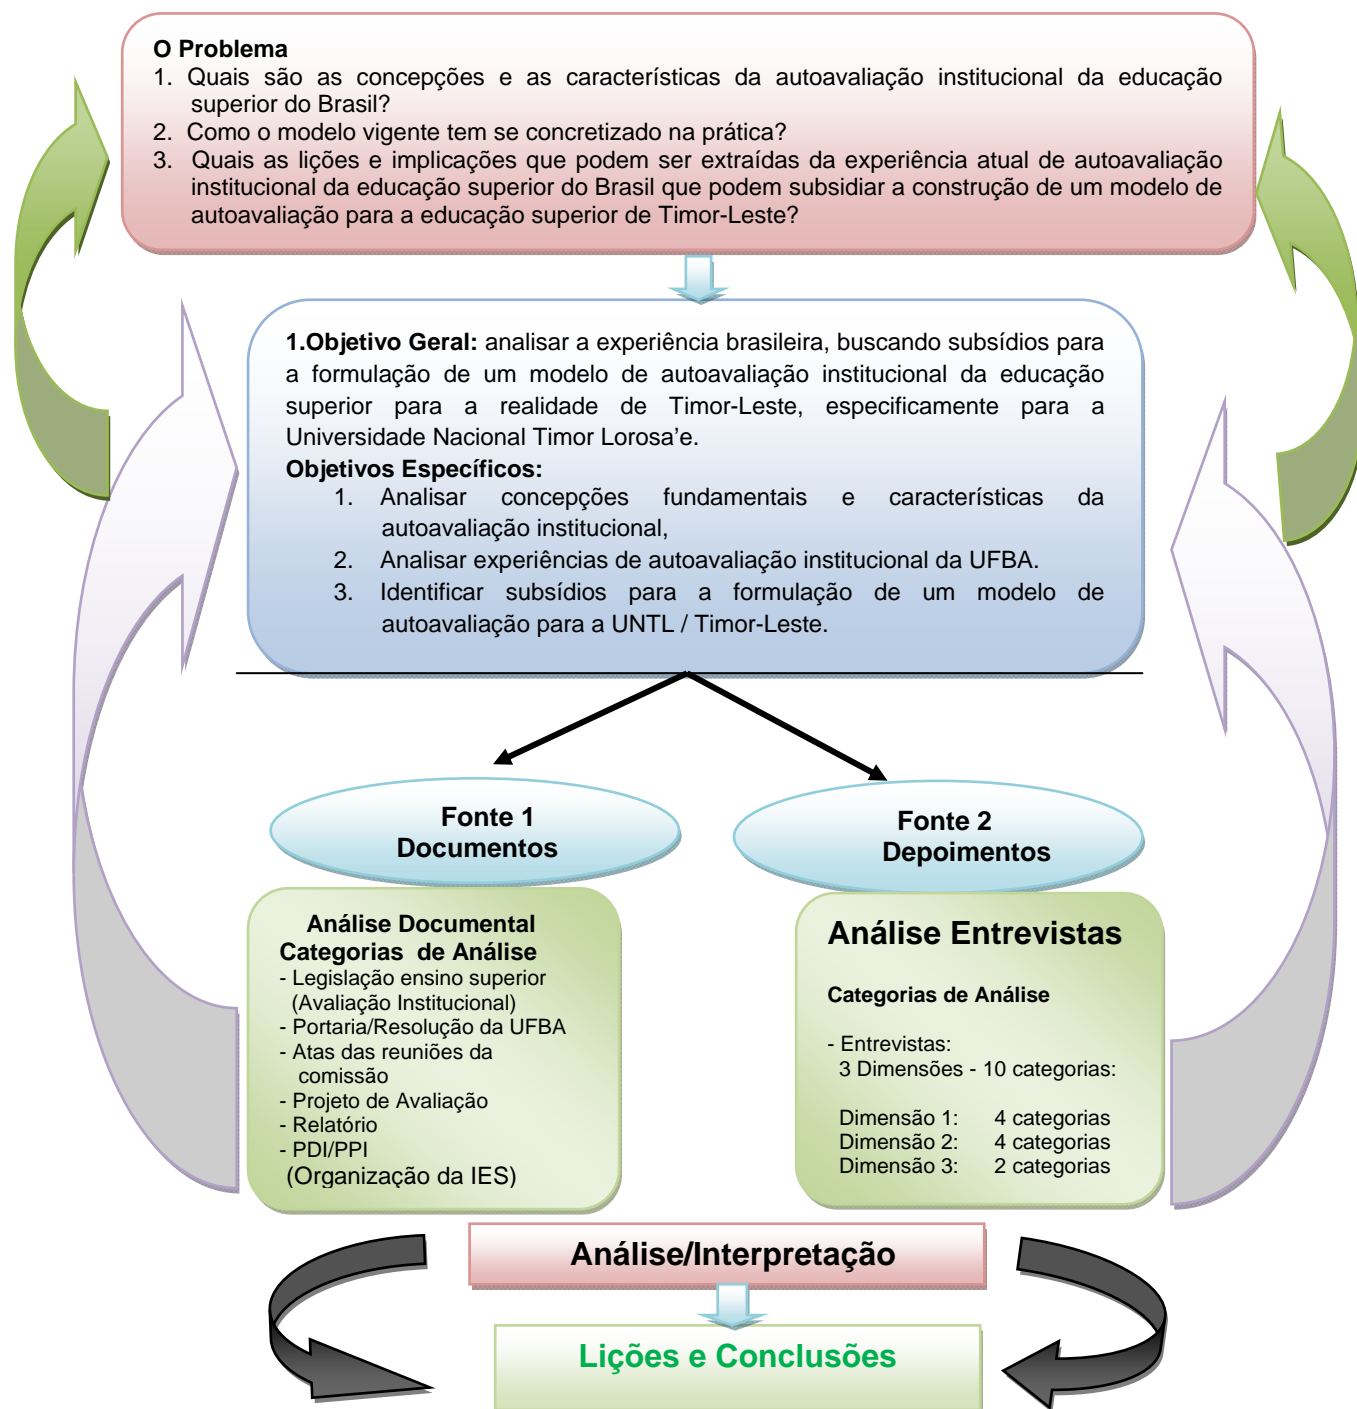 O Problema
1. Quais são as concepções e as características da autoavaliação institucional da educação
superior do Brasil?
2. Como o modelo vigente tem se concretizado na prática?
3. Quais as lições e implicações que podem ser extraídas da experiência atual de autoavaliação
institucional da educação superior do Brasil que podem subsidiar a construção de um modelo de
autoavaliação para a educação superior de Timor-Leste?
1.Objetivo Geral: analisar a experiência brasileira, buscando subsídios para
a formulação de um modelo de autoavaliação institucional da educação
superior para a realidade de Timor-Leste, especificamente para a
Universidade Nacional Timor Lorosa’e.
Objetivos Específicos:
1. Analisar concepções fundamentais e características da
autoavaliação institucional,
2. Analisar experiências de autoavaliação institucional da UFBA.
3. Identificar subsídios para a formulação de um modelo de
autoavaliação para a UNTL / Timor-Leste.
Fonte 1
Documentos
Fonte 2
Depoimentos
Análise Documental
Categorias de Análise
- Legislação ensino superior
(Avaliação Institucional)
- Portaria/Resolução da UFBA
- Atas das reuniões da
comissão
- Projeto de Avaliação
- Relatório
- PDI/PPI
(Organização da IES)
Análise Entrevistas
Categorias de Análise
- Entrevistas:
3 Dimensões - 10 categorias:
Dimensão 1: 4 categorias
Dimensão 2: 4 categorias
Dimensão 3: 2 categorias
Análise/Interpretação
Lições e Conclusões